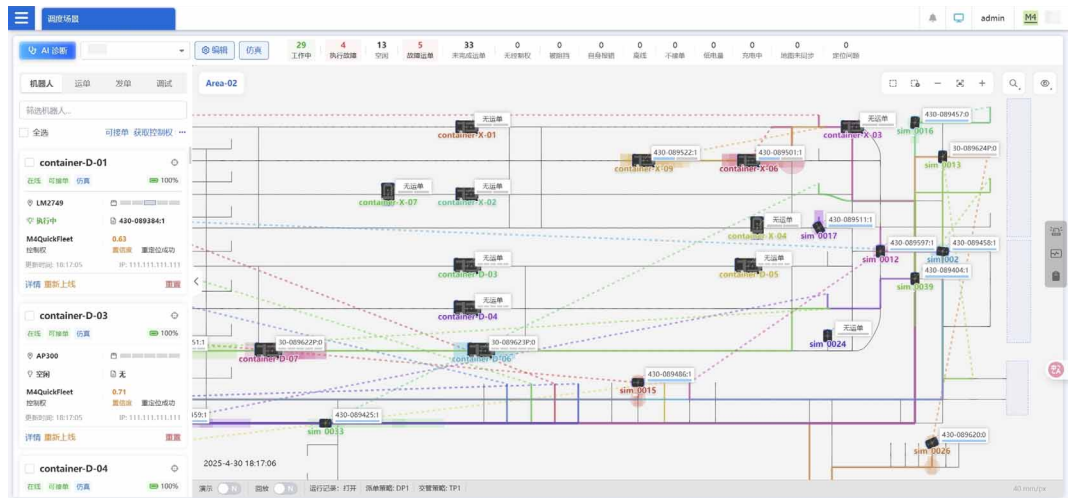 调度场景
admin
M4
AI 诊断
编辑
仿真
29
工作中
4
执行故障
13
空闲
5
故障运单
33
未完成运单
0
无控制权
0
被阻挡
0
自身报错
0
离线
0
不接单
0
低电量
0
充电中
0
地图未同步
0
定位问题
机器人
运单
发单
调试
筛选机器人...
全选
可接单 获取控制权 ···
container-D-01
在线 可接单 仿真
100%
LM2749
执行中
430-089384:1
M4QuickFleet
控制权
0.63
置信度
重定位成功
更新时间: 18:17:05
IP: 111.111.111.111
详情 重新上线
重置
container-D-03
在线 可接单 仿真
100%
AP300
空闲
无
M4QuickFleet
控制权
0.71
置信度
重定位成功
更新时间: 18:17:05
IP: 111.111.111.111
详情 重新上线
重置
container-D-04
在线 可接单 仿真
100%
Area-02
无运单
container-X-01
无运单
container-X-03
430-089457:0
sim_0016
30-089624P:0
sim_0013
430-089522:1
container-X-09
430-089501:1
container-X-06
无运单
container-X-07
无运单
container-X-02
无运单
container-X-04
430-089511:1
sim_0017
430-089597:1
sim_0012
430-089458:1
sim_002
430-089404:1
sim_0039
无运单
container-D-03
无运单
container-D-05
无运单
container-D-04
无运单
sim_0024
51:1
30-089622P:0
container-D-07
30-089623P:0
container-D-06
430-089486:1
sim_0015
59:1
430-089425:1
sim_0033
430-089620:0
sim_0026
2025-4-30 18:17:06
演示
回放
运行记录: 打开
派单策略: DP1
交管策略: TP1
40 mm/px